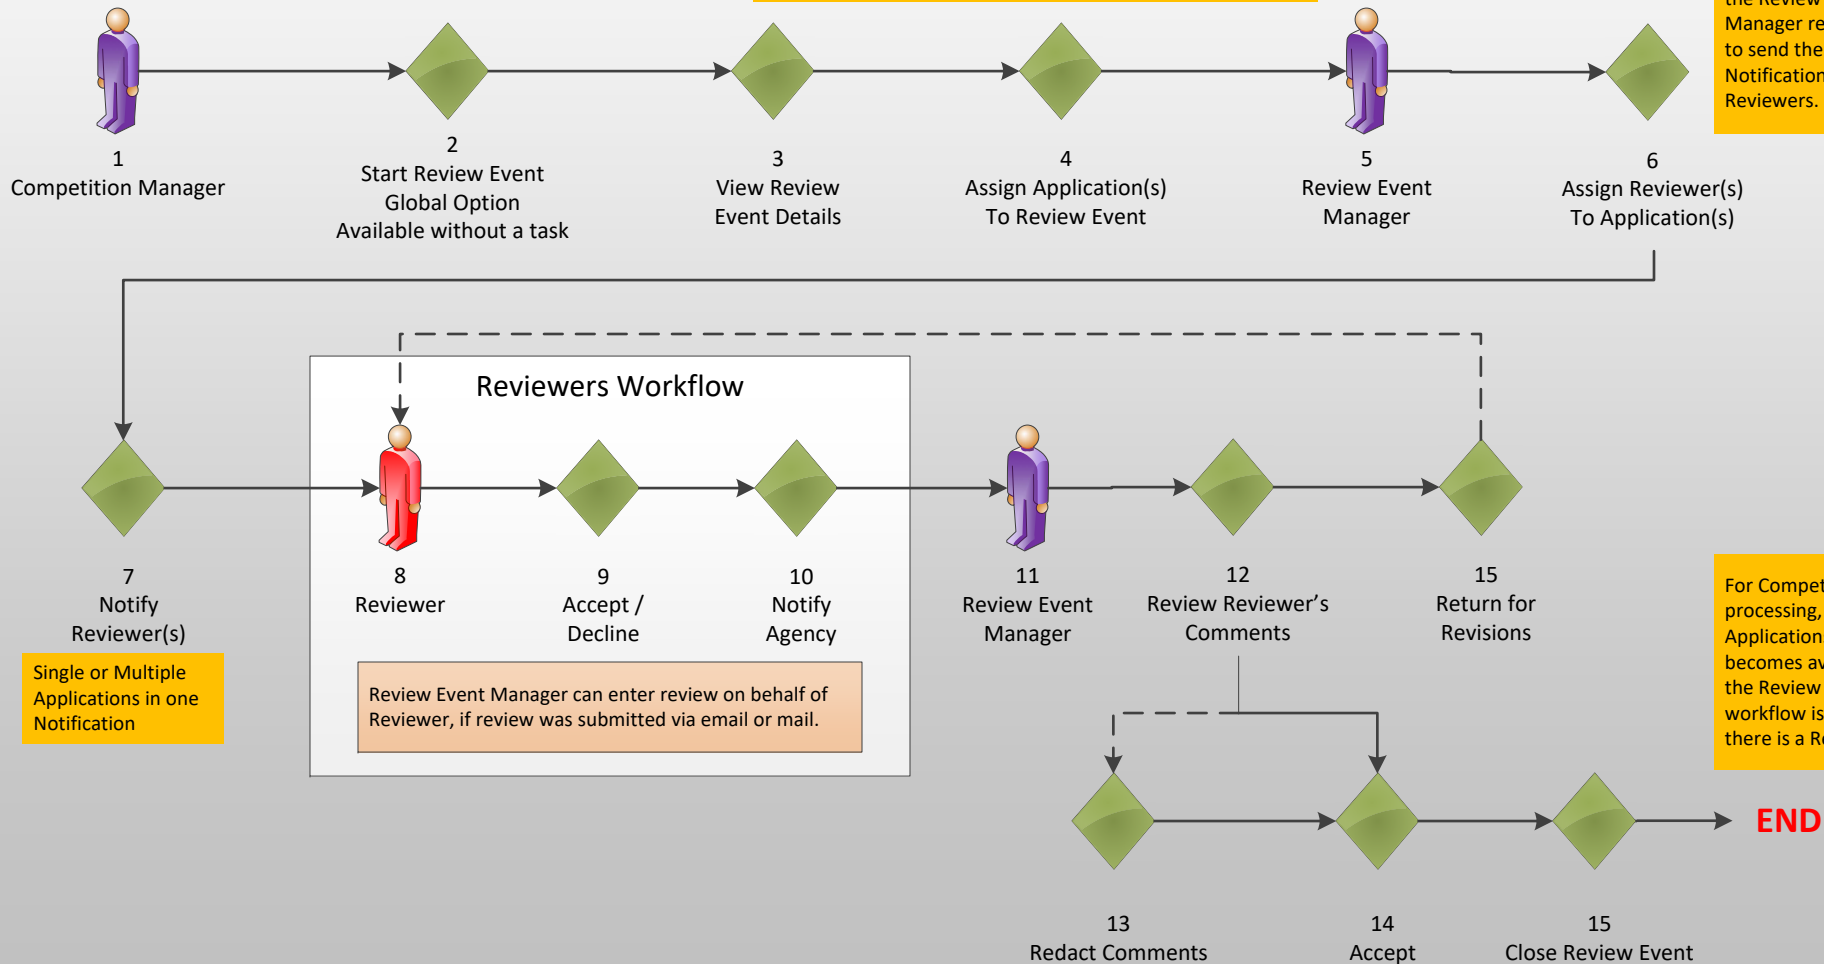 the Review
Manager re
to send the
Notification
Reviewers.
1
Competition Manager
2
Start Review Event
Global Option
Available without a task
3
View Review
Event Details
4
Assign Application(s)
To Review Event
5
Review Event
Manager
6
Assign Reviewer(s)
To Application(s)
Reviewers Workflow
7
Notify
Reviewer(s)
Single or Multiple
Applications in one
Notification
8
Reviewer
9
Accept /
Decline
10
Notify
Agency
Review Event Manager can enter review on behalf of
Reviewer, if review was submitted via email or mail.
11
Review Event
Manager
12
Review Reviewer’s
Comments
15
Return for
Revisions
For Compet
processing,
Applications
becomes av
the Review
workflow is
there is a Re
END
13
Redact Comments
14
Accept
15
Close Review Event